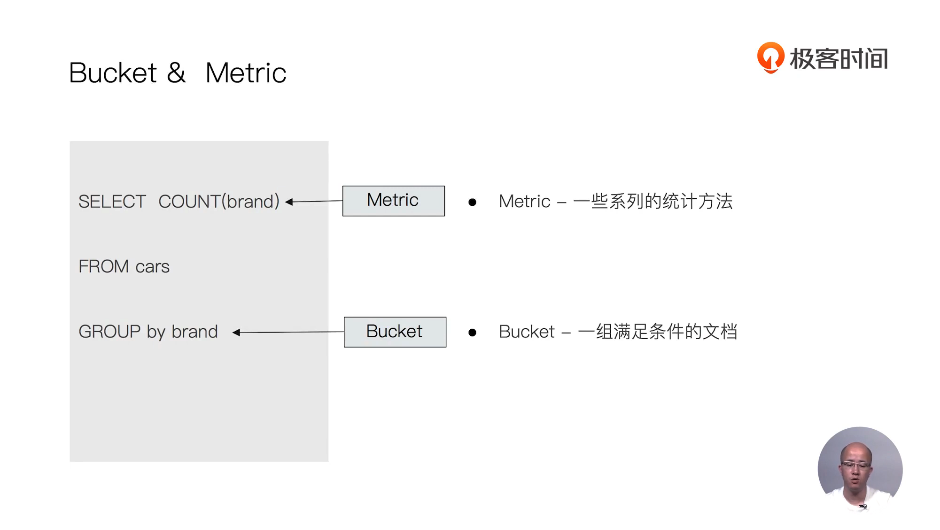 极客时间
Bucket & Metric
SELECT COUNT(brand)
Metric
● Metric – 一些系列的统计方法
FROM cars
GROUP by brand
Bucket
● Bucket – 一组满足条件的文档